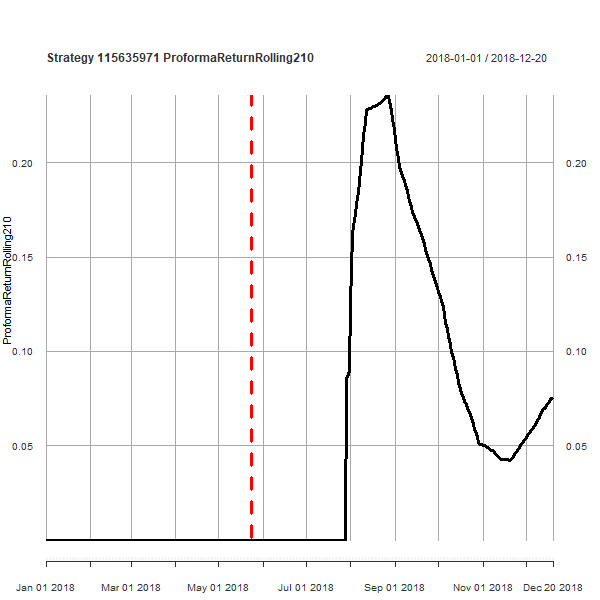 Strategy 115635971 ProformaReturnRolling210 2018-01-01 / 2018-12-20
ProformaReturnRolling210
0.20 0.20
0.15 0.15
0.10 0.10
0.05 0.05
Jan 01 2018 Mar 01 2018 May 01 2018 Jul 01 2018 Sep 01 2018 Nov 01 2018 Dec 20 2018